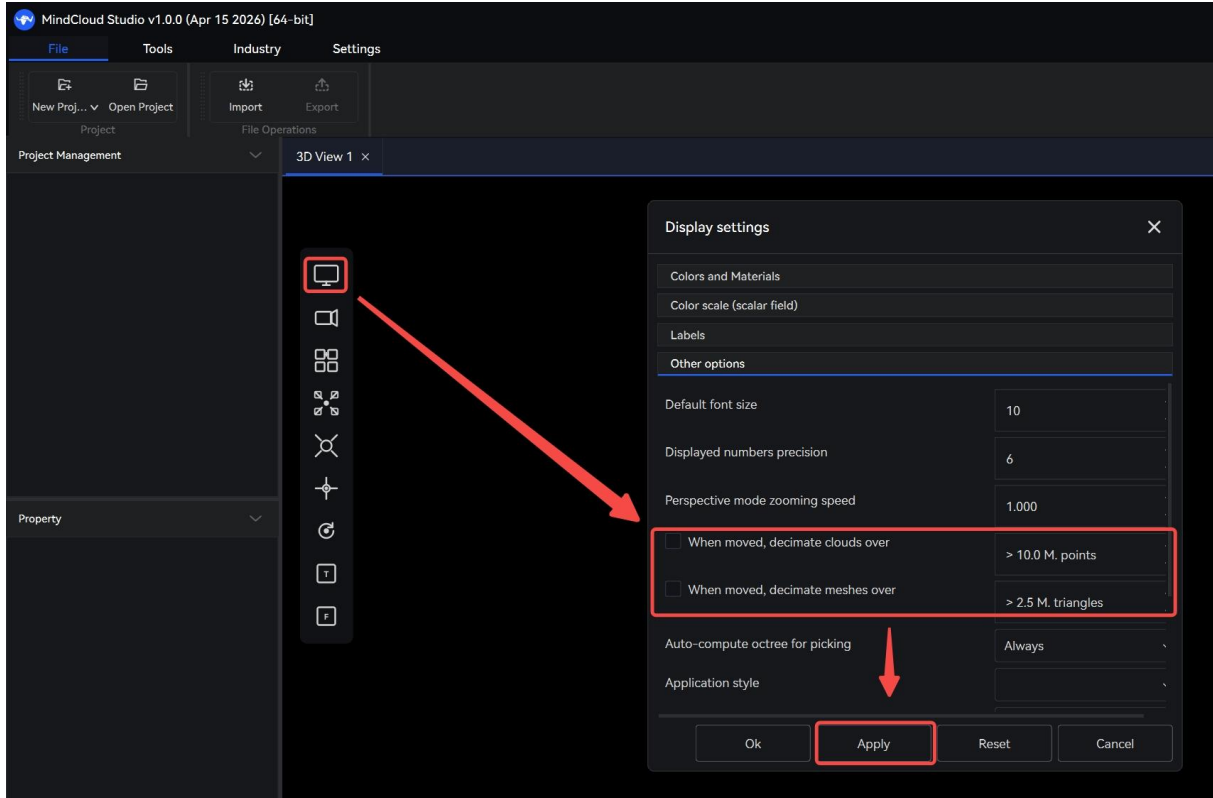 MindCloud Studio v1.0.0 (Apr 15 2026) [64-bit]
File Tools Industry Settings
New Proj... Open Project Import Export
Project File Operations
Project Management
3D View 1 ×
Display settings
Colors and Materials
Color scale (scalar field)
Labels
Other options
Default font size 10
Displayed numbers precision 6
Perspective mode zooming speed 1.000
When moved, decimate clouds over > 10.0 M. points
When moved, decimate meshes over > 2.5 M. triangles
Auto-compute octree for picking Always
Application style
Ok Apply Reset Cancel
T
F
Property